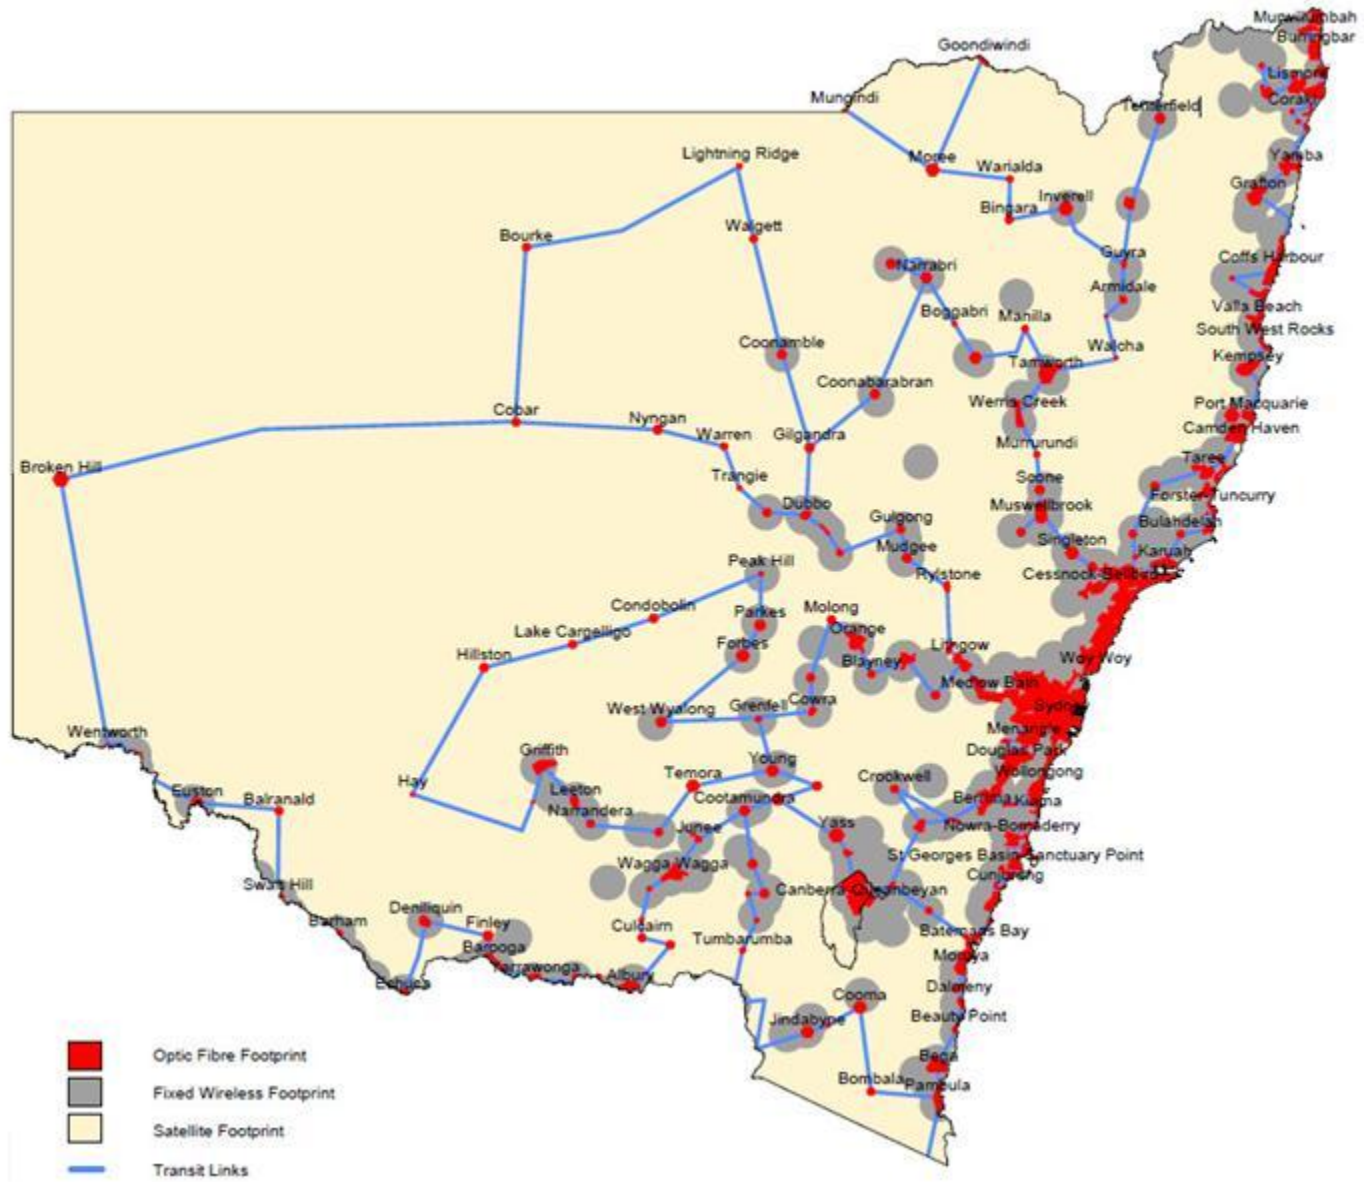 Murwillumbah
Burringbar
Goondiwindi
Lismore
Mungindi
Coraki
Tenterfield
Lightning Ridge
Moree
Warialda
Yamba
Inverell
Grafton
Bingara
Walgett
Bourke
Guyra
Coffs Harbour
Narrabri
Armidale
Valla Beach
Boggabri
Manilla
South West Rocks
Coonamble
Walcha
Kempsey
Tamworth
Coonabarabran
Werris Creek
Port Macquarie
Cobar
Nyngan
Camden Haven
Warren
Gilgandra
Murrurundi
Taree
Broken Hill
Trangie
Scone
Forster-Tuncurry
Dubbo
Muswellbrook
Gulgong
Bulahdelah
Singleton
Mudgee
Karuah
Peak Hill
Rylstone
Cessnock-Bellbird
Condobolin
Parkes
Molong
Lake Cargelligo
Orange
Forbes
Lithgow
Hillston
Blayney
Woy Woy
Medlow Bath
Cowra
West Wyalong
Grenfell
Sydney
Wentworth
Menangle
Griffith
Douglas Park
Young
Hay
Temora
Crookwell
Wollongong
Euston
Balranald
Leeton
Cootamundra
Berrima
Kiama
Narrandera
Junee
Yass
Nowra-Bomaderry
Wagga Wagga
St Georges Basin-Sanctuary Point
Swan Hill
Canberra-Queanbeyan
Cunjurong
Deniliquin
Barham
Finley
Culcairn
Batemans Bay
Barooga
Tumbarumba
Moruya
Yarrawonga
Albury
Echuca
Dalmeny
Cooma
Jindabyne
Beauty Point
Bega
Bombala
Pambula
Optic Fibre Footprint
Fixed Wireless Footprint
Satellite Footprint
Transit Links